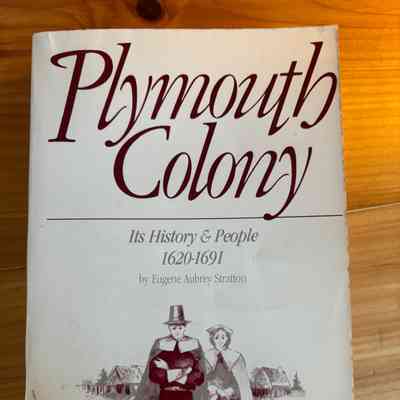 Plymouth
Colony
Its History & People
1620-1691
by Eugene Aubrey Stratton